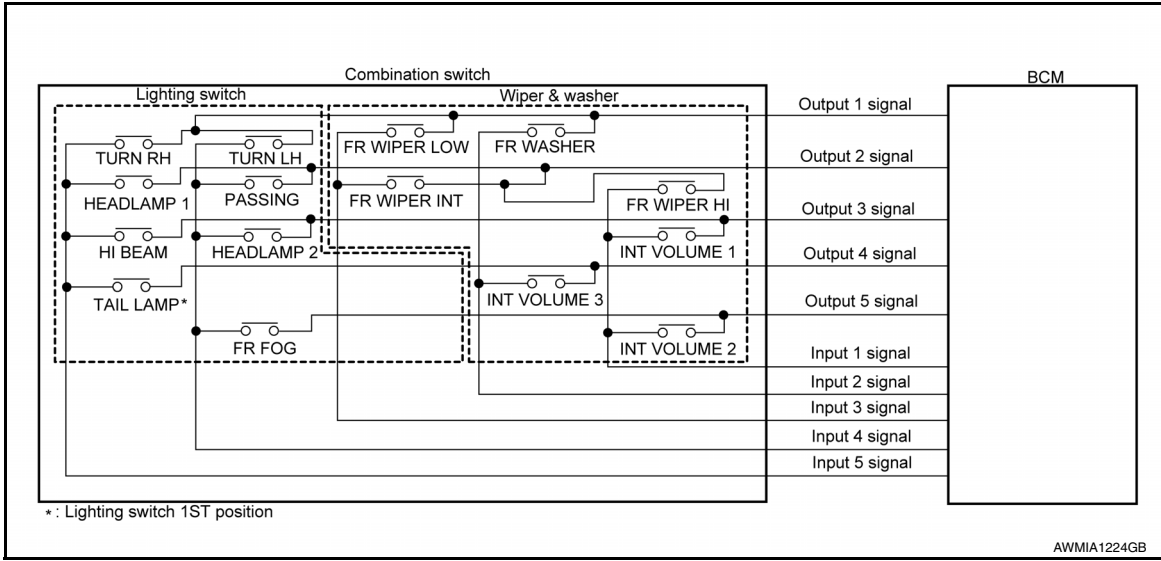 Combination switch
BCM
Lighting switch
Wiper & washer
Output 1 signal
TURN RH
TURN LH
FR WIPER LOW
FR WASHER
Output 2 signal
HEADLAMP 1
PASSING
FR WIPER INT
FR WIPER HI
Output 3 signal
HI BEAM
HEADLAMP 2
INT VOLUME 1
Output 4 signal
TAIL LAMP*
INT VOLUME 3
Output 5 signal
FR FOG
INT VOLUME 2
Input 1 signal
Input 2 signal
Input 3 signal
Input 4 signal
Input 5 signal
* : Lighting switch 1ST position
AWMIA1224GB